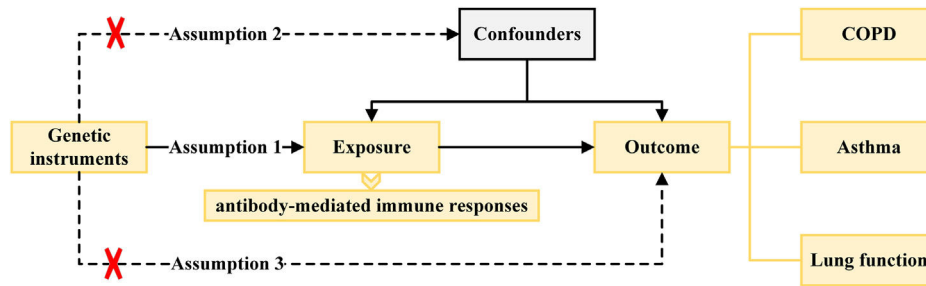 Assumption 2
Confounders
COPD
Genetic
instruments
Assumption 1
Exposure
Outcome
Asthma
antibody-mediated immune responses
Assumption 3
Lung function